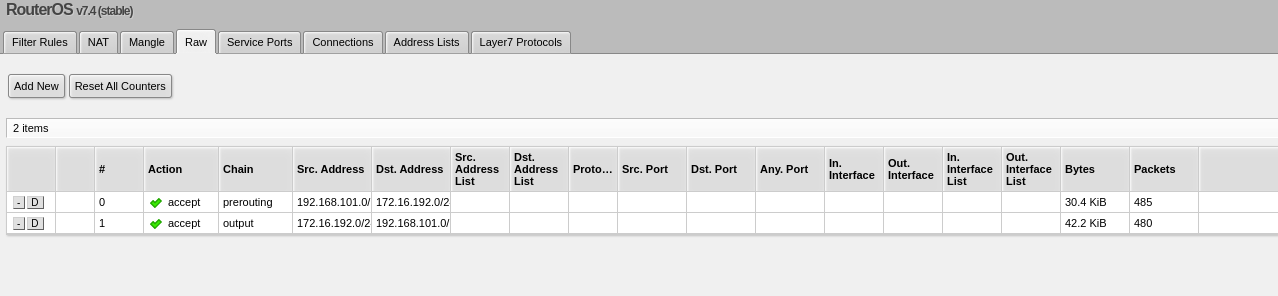 RouterOS v7.4 (stable)
Filter Rules NAT Mangle Raw Service Ports Connections Address Lists Layer7 Protocols
Add New Reset All Counters
2 items
# Action Chain Src. Address Dst. Address Src. Address List Dst. Address List Proto... Src. Port Dst. Port Any. Port In. Interface Out. Interface In. Interface List Out. Interface List Bytes Packets
- D 0 accept prerouting 192.168.101.0/ 172.16.192.0/2 30.4 KiB 485
- D 1 accept output 172.16.192.0/2 192.168.101.0/ 42.2 KiB 480